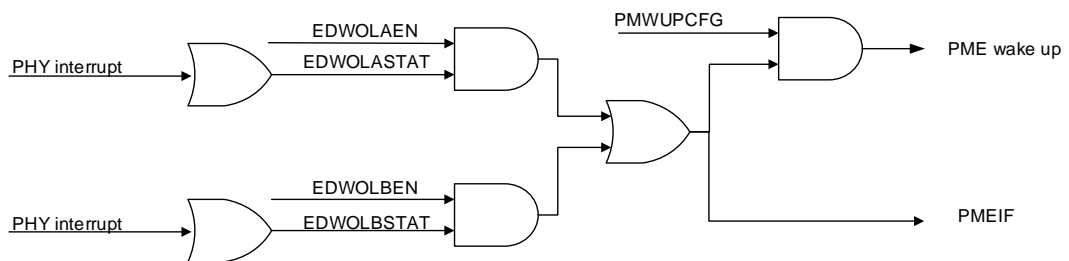 EDWOLAEN
PMWUPCFG
PME wake up
PHY interrupt
EDWOLASTAT
EDWOLBEN
PHY interrupt
EDWOLBSTAT
PMEIF